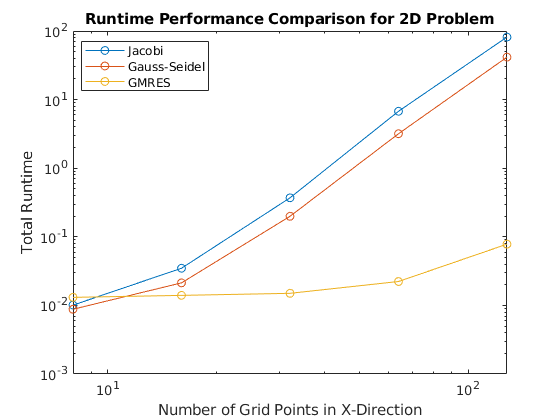 Runtime Performance Comparison for 2D Problem
Jacobi
Gauss-Seidel
GMRES
Total Runtime
10^2
10^1
10^0
10^-1
10^-2
10^-3
10^1
10^2
Number of Grid Points in X-Direction